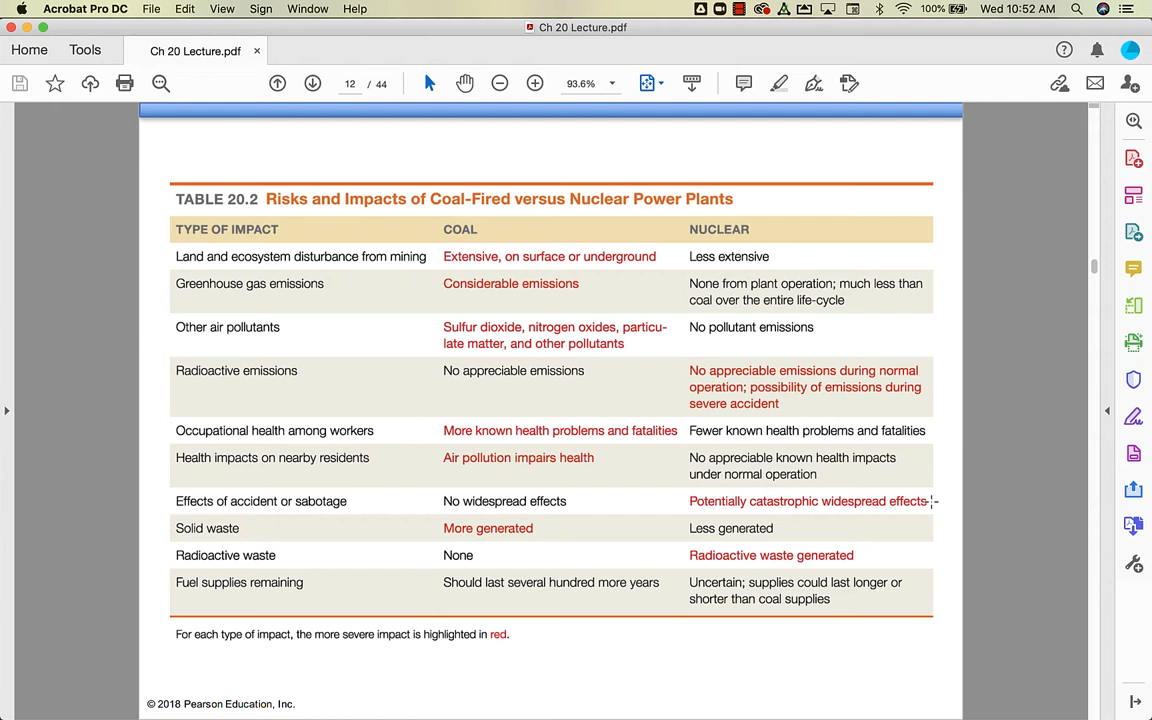 Acrobat Pro DC File Edit View Sign Window Help 100% Wed 10:52 AM
Ch 20 Lecture.pdf
Home Tools Ch 20 Lecture.pdf ×
12 / 44 93.6%
TABLE 20.2 Risks and Impacts of Coal-Fired versus Nuclear Power Plants
TYPE OF IMPACT COAL NUCLEAR
Land and ecosystem disturbance from mining Extensive, on surface or underground Less extensive
Greenhouse gas emissions Considerable emissions None from plant operation; much less than
coal over the entire life-cycle
Other air pollutants Sulfur dioxide, nitrogen oxides, particu- No pollutant emissions
late matter, and other pollutants
Radioactive emissions No appreciable emissions No appreciable emissions during normal
operation; possibility of emissions during
severe accident
Occupational health among workers More known health problems and fatalities Fewer known health problems and fatalities
Health impacts on nearby residents Air pollution impairs health No appreciable known health impacts
under normal operation
Effects of accident or sabotage No widespread effects Potentially catastrophic widespread effects
Solid waste More generated Less generated
Radioactive waste None Radioactive waste generated
Fuel supplies remaining Should last several hundred more years Uncertain; supplies could last longer or
shorter than coal supplies
For each type of impact, the more severe impact is highlighted in red.
© 2018 Pearson Education, Inc.